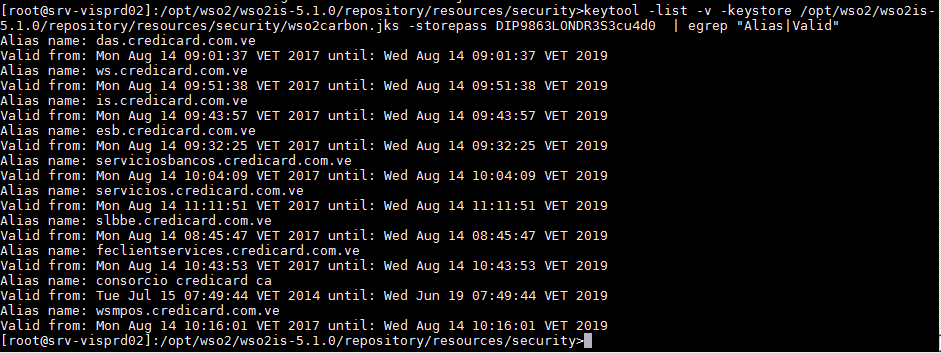 [root@srv-visprd02]:/opt/wso2/wso2is-5.1.0/repository/resources/security>keytool -list -v -keystore /opt/wso2/wso2is-
5.1.0/repository/resources/security/wso2carbon.jks -storepass DIP9863L0NDR3S3cu4d0  | egrep "Alias|Valid"
Alias name: das.credicard.com.ve
Valid from: Mon Aug 14 09:01:37 VET 2017 until: Wed Aug 14 09:01:37 VET 2019
Alias name: ws.credicard.com.ve
Valid from: Mon Aug 14 09:51:38 VET 2017 until: Wed Aug 14 09:51:38 VET 2019
Alias name: is.credicard.com.ve
Valid from: Mon Aug 14 09:43:57 VET 2017 until: Wed Aug 14 09:43:57 VET 2019
Alias name: esb.credicard.com.ve
Valid from: Mon Aug 14 09:32:25 VET 2017 until: Wed Aug 14 09:32:25 VET 2019
Alias name: serviciosbancos.credicard.com.ve
Valid from: Mon Aug 14 10:04:09 VET 2017 until: Wed Aug 14 10:04:09 VET 2019
Alias name: servicios.credicard.com.ve
Valid from: Mon Aug 14 11:11:51 VET 2017 until: Wed Aug 14 11:11:51 VET 2019
Alias name: slbbe.credicard.com.ve
Valid from: Mon Aug 14 08:45:47 VET 2017 until: Wed Aug 14 08:45:47 VET 2019
Alias name: feclientservices.credicard.com.ve
Valid from: Mon Aug 14 10:43:53 VET 2017 until: Wed Aug 14 10:43:53 VET 2019
Alias name: consorcio credicard ca
Valid from: Tue Jul 15 07:49:44 VET 2014 until: Wed Jun 19 07:49:44 VET 2019
Alias name: wsmpos.credicard.com.ve
Valid from: Mon Aug 14 10:16:01 VET 2017 until: Wed Aug 14 10:16:01 VET 2019
[root@srv-visprd02]:/opt/wso2/wso2is-5.1.0/repository/resources/security>